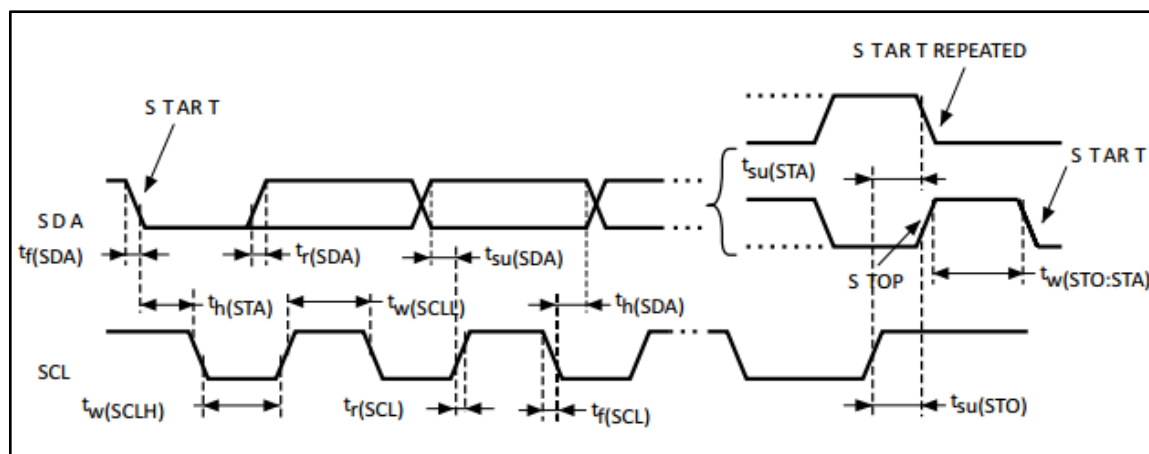 S TAR T REPEATED
S TAR T
t_su(STA)
S TAR T
SDA
t_f(SDA)
t_r(SDA)
t_su(SDA)
S TOP
t_w(STO:STA)
t_h(STA)
t_w(SCLL)
t_h(SDA)
SCL
t_w(SCLH)
t_r(SCL)
t_f(SCL)
t_su(STO)